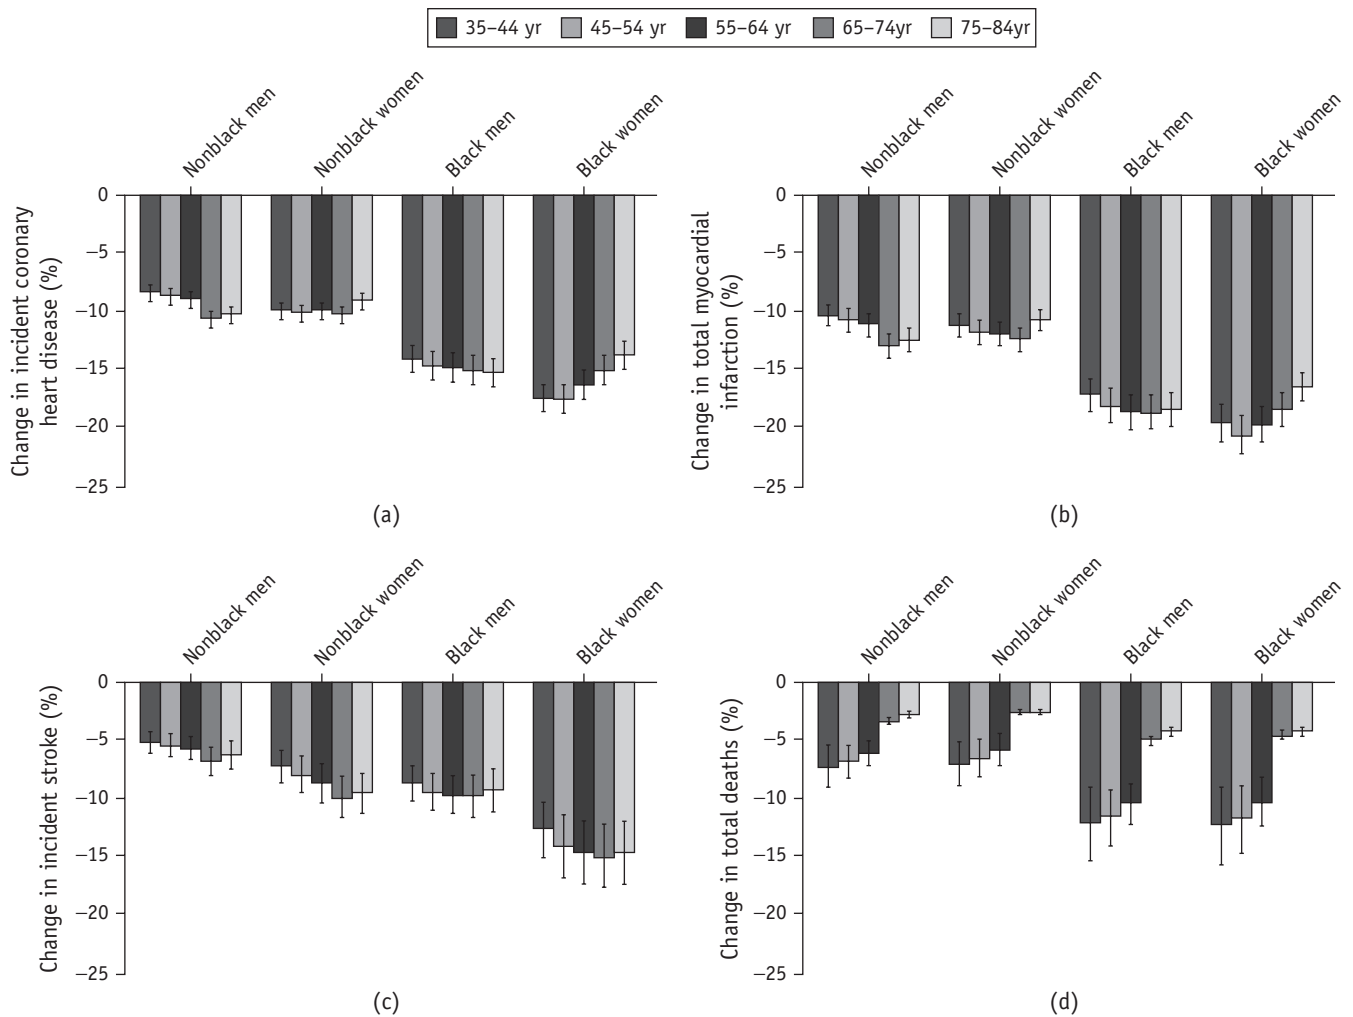 35–44 yr 45–54 yr 55–64 yr 65–74yr 75–84yr
Nonblack men
Nonblack women
Black men
Black women
Change in incident coronary
heart disease (%)
0
−5
−10
−15
−20
−25
(a)
Nonblack men
Nonblack women
Black men
Black women
Change in total myocardial
infarction (%)
0
−5
−10
−15
−20
−25
(b)
Nonblack men
Nonblack women
Black men
Black women
Change in incident stroke (%)
0
−5
−10
−15
−20
−25
(c)
Nonblack men
Nonblack women
Black men
Black women
Change in total deaths (%)
0
−5
−10
−15
−20
−25
(d)